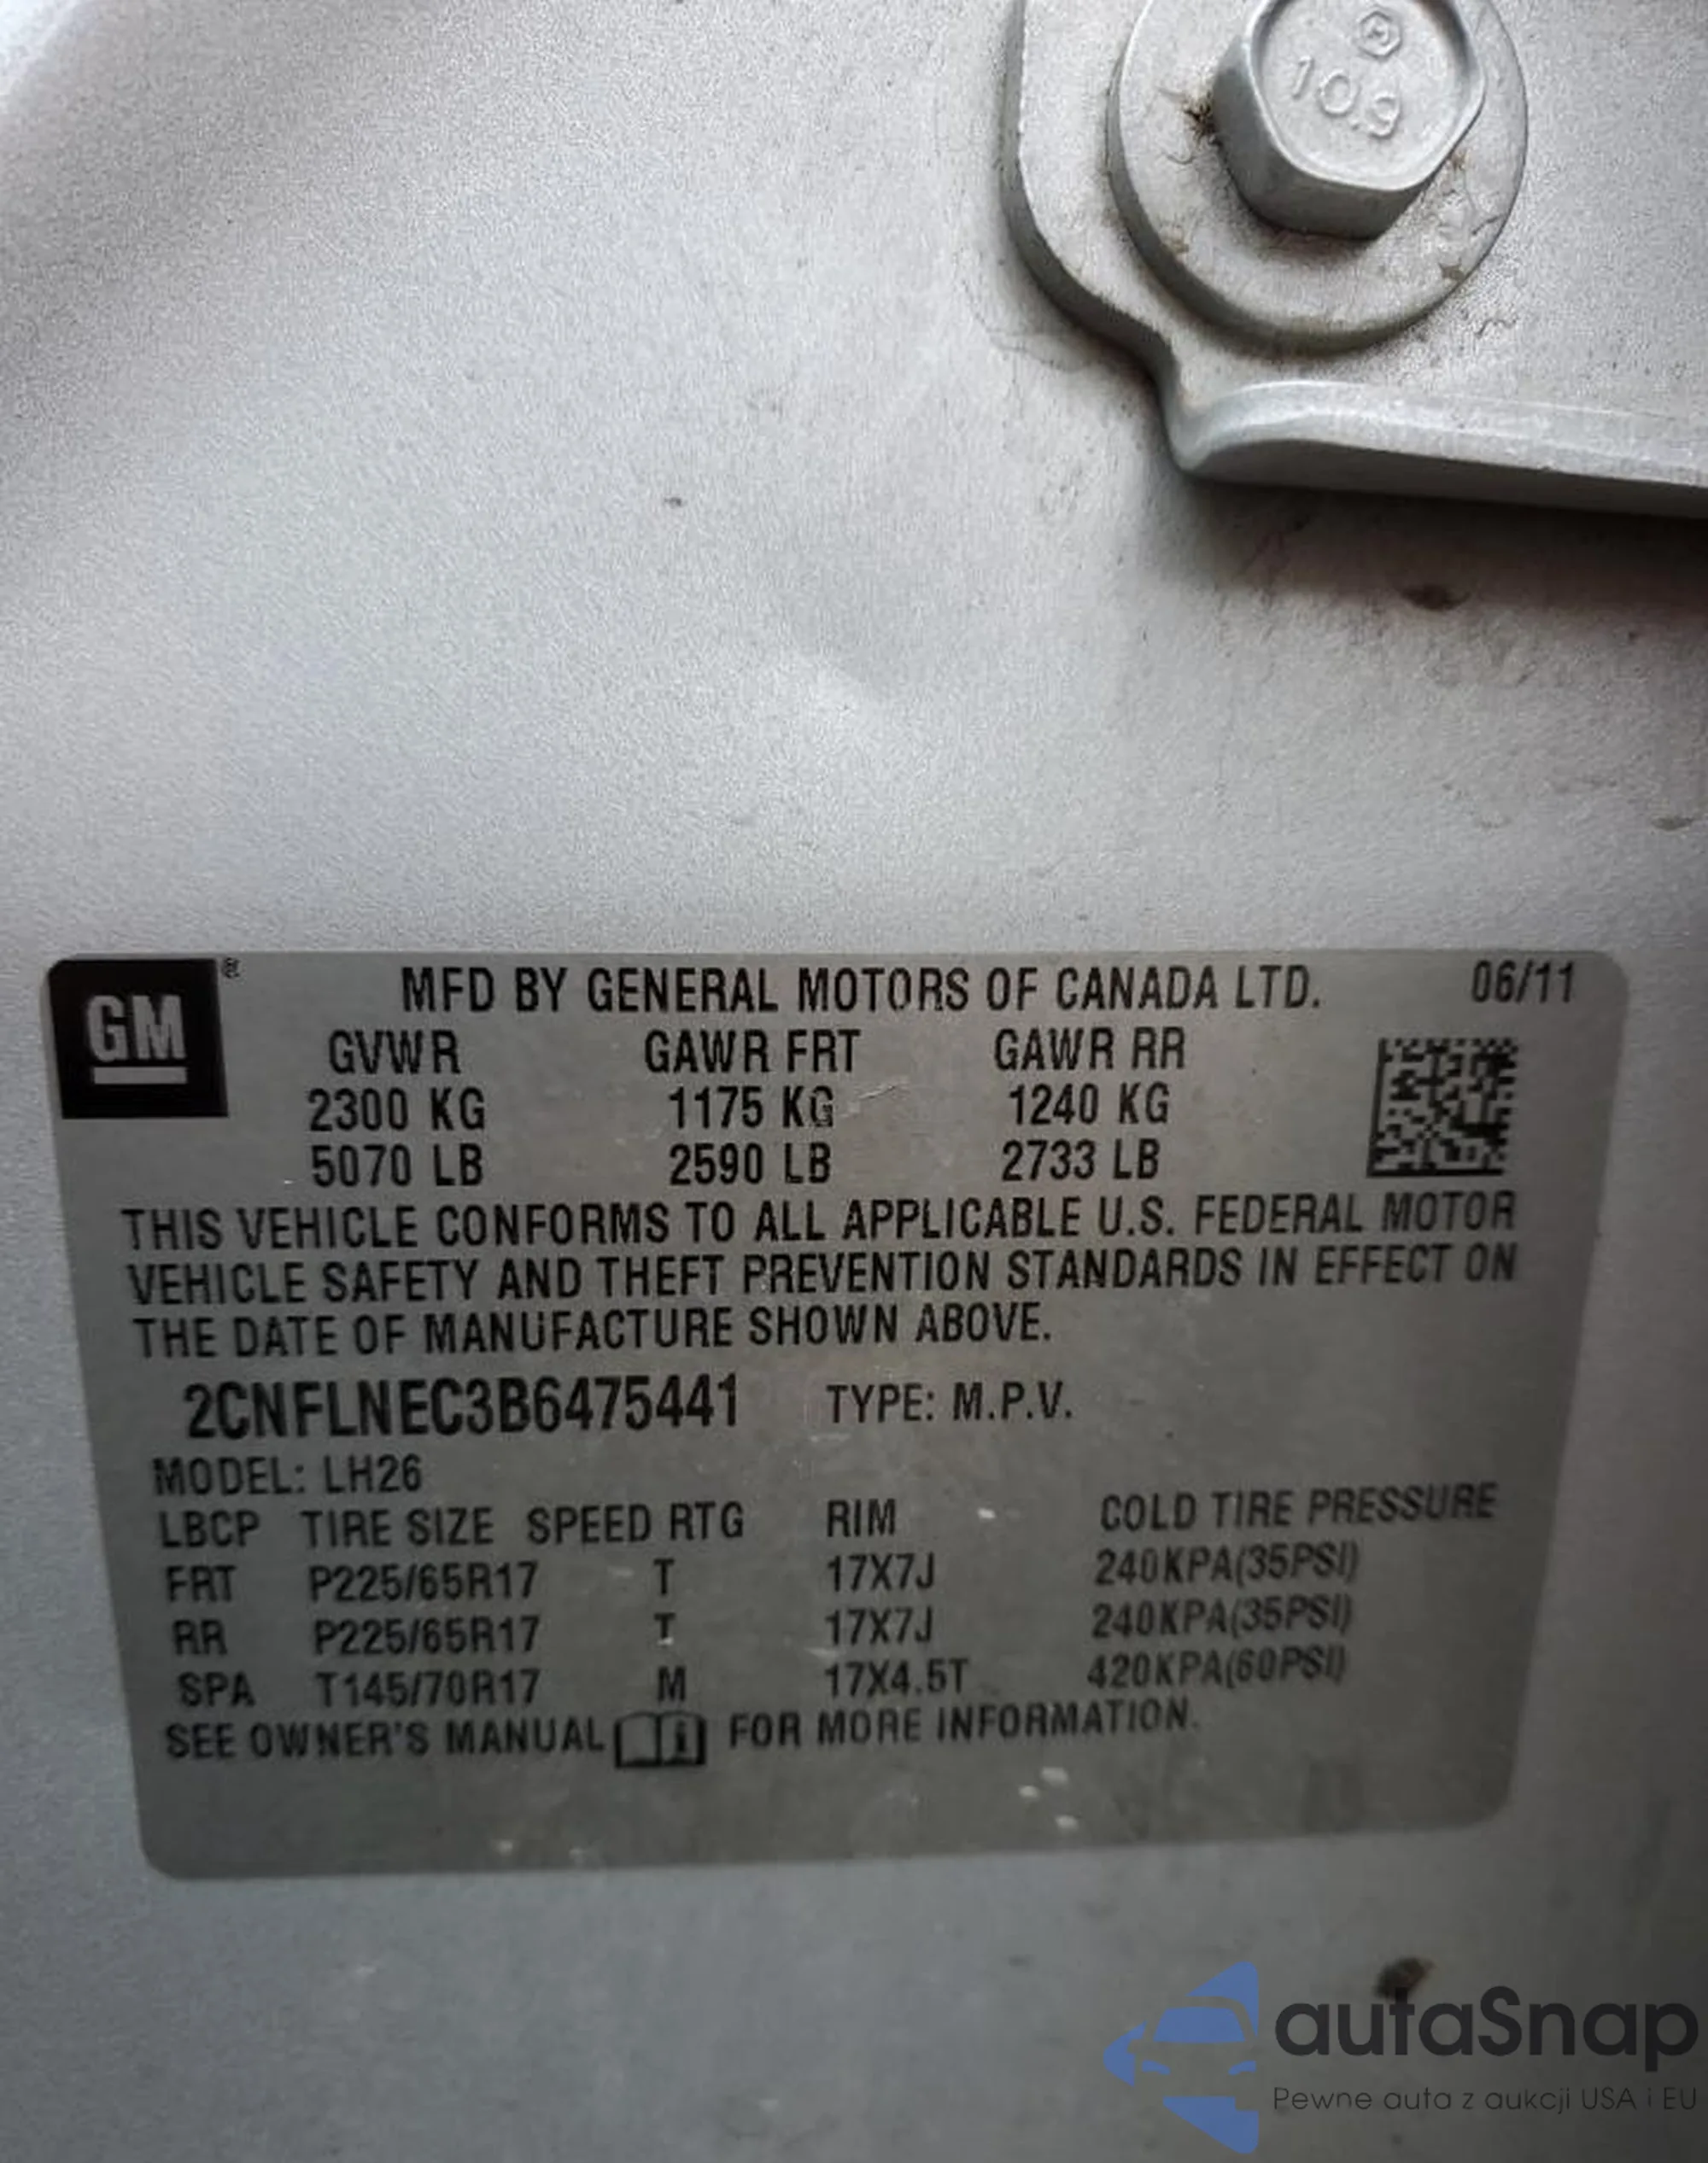 10.9
GM® MFD BY GENERAL MOTORS OF CANADA LTD. 06/11
GVWR GAWR FRT GAWR RR
2300 KG 1175 KG 1240 KG
5070 LB 2590 LB 2733 LB
THIS VEHICLE CONFORMS TO ALL APPLICABLE U.S. FEDERAL MOTOR
VEHICLE SAFETY AND THEFT PREVENTION STANDARDS IN EFFECT ON
THE DATE OF MANUFACTURE SHOWN ABOVE.
2CNFLNEC3B6475441 TYPE: M.P.V.
MODEL: LH26
LBCP TIRE SIZE SPEED RTG RIM COLD TIRE PRESSURE
FRT P225/65R17 T 17X7J 240KPA(35PSI)
RR P225/65R17 T 17X7J 240KPA(35PSI)
SPA T145/70R17 M 17X4.5T 420KPA(60PSI)
SEE OWNER'S MANUAL FOR MORE INFORMATION.
autaSnap
Pewne auta z aukcji USA i EU